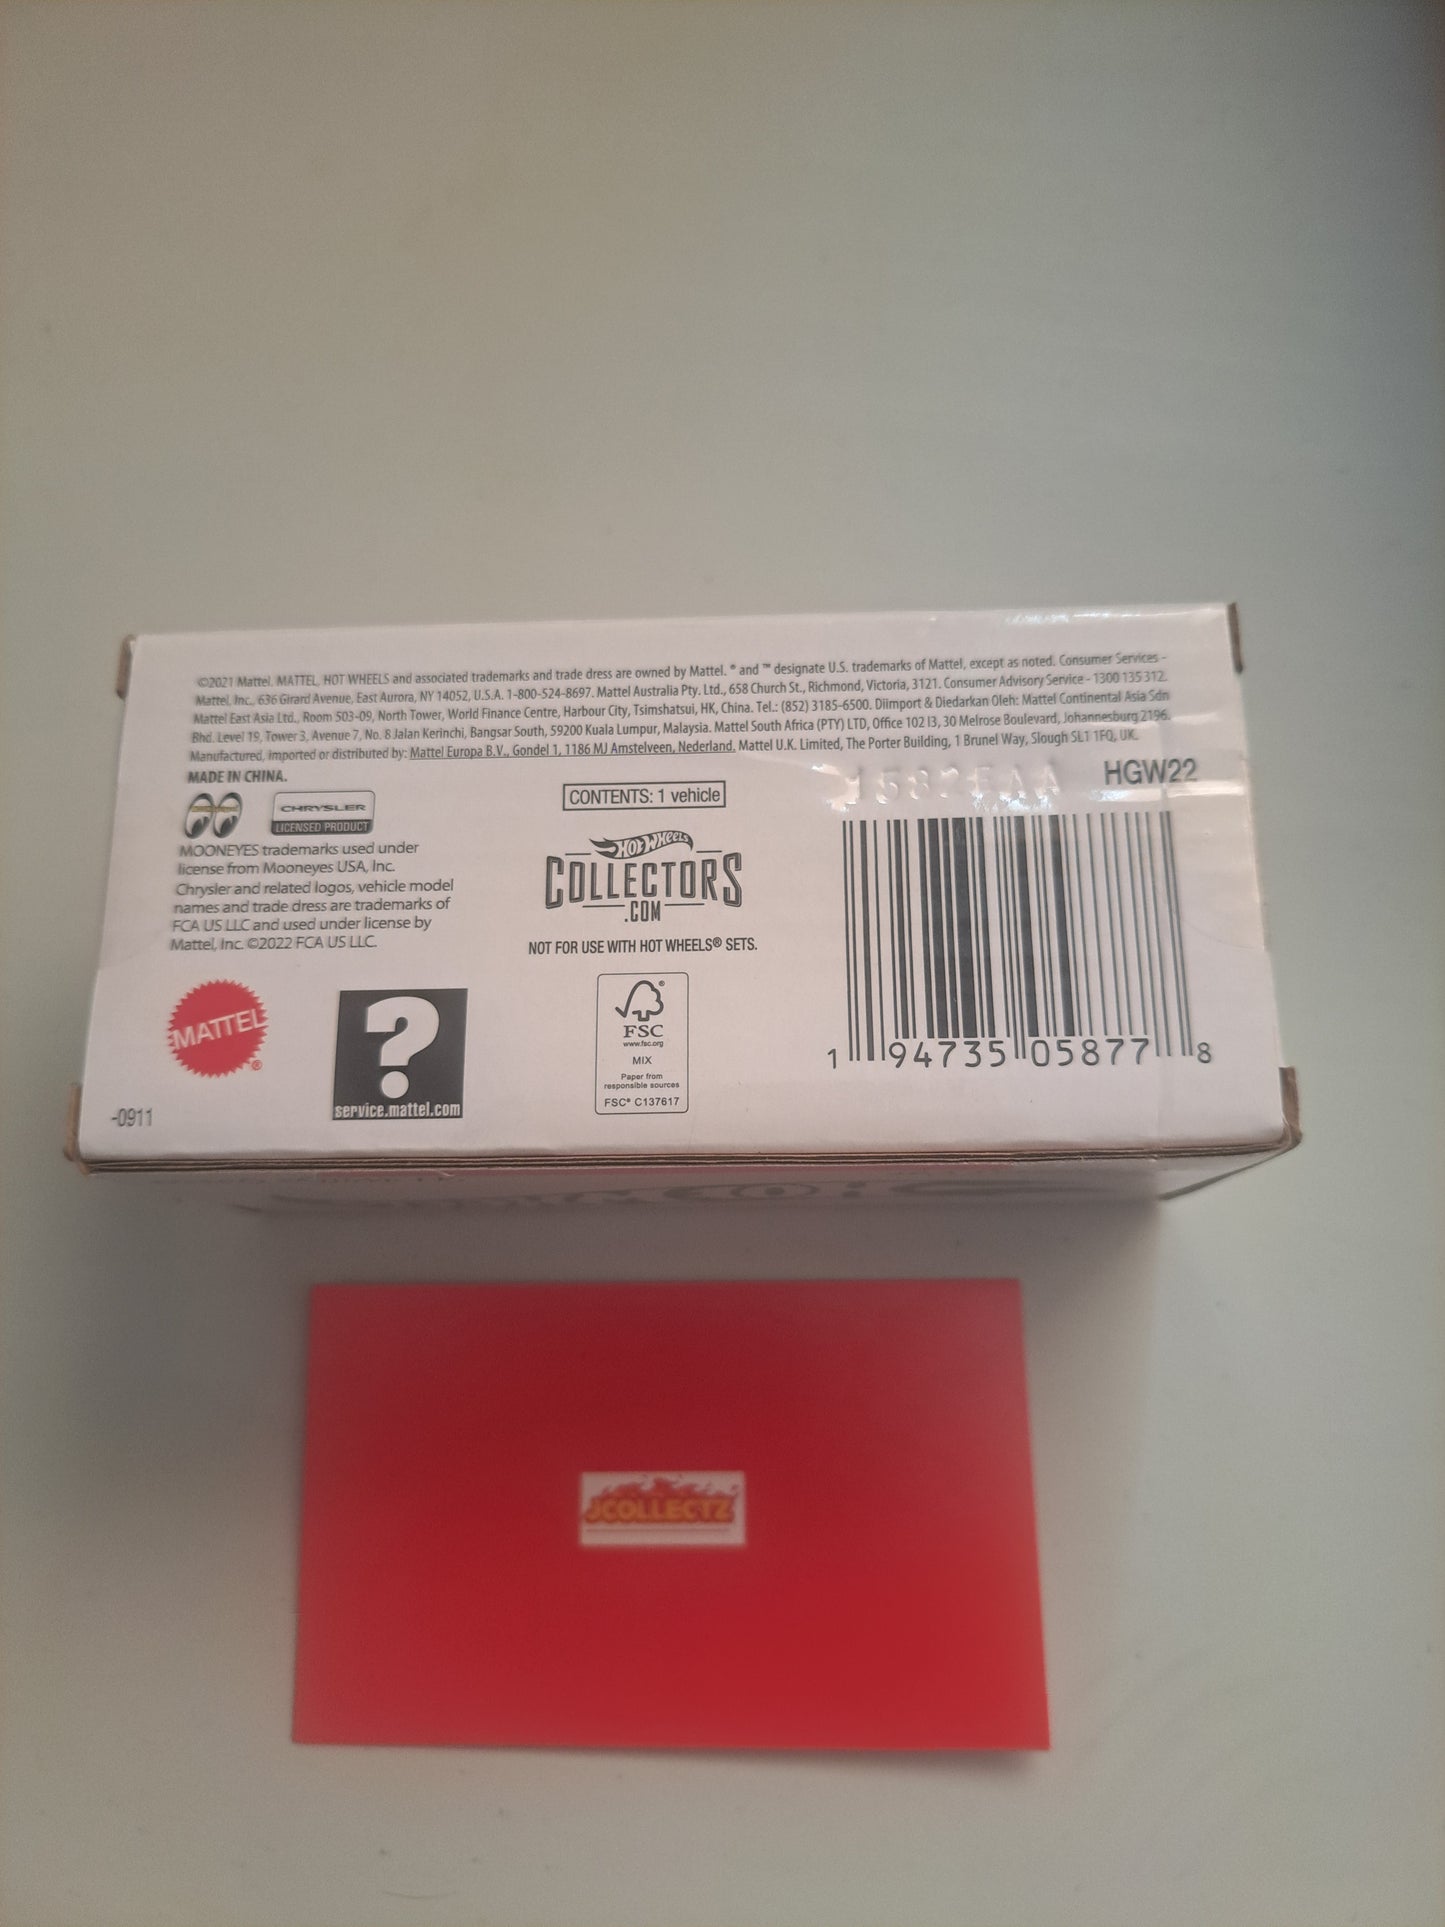 ©2021 Mattel. MATTEL, HOT WHEELS and associated trademarks and trade dress are owned by Mattel. ® and ™ designate U.S. trademarks of Mattel, except as noted. Consumer Services -
Mattel, Inc., 636 Girard Avenue, East Aurora, NY 14052, U.S.A. 1-800-524-8697. Mattel Australia Pty. Ltd., 658 Church St., Richmond, Victoria, 3121. Consumer Advisory Service - 1300 135 312.
Mattel East Asia Ltd., Room 503-09, North Tower, World Finance Centre, Harbour City, Tsimshatsui, HK, China. Tel.: (852) 3185-6500. Diimport & Diedarkan Oleh: Mattel Continental Asia Sdn
Bhd. Level 19, Tower 3, Avenue 7, No. 8 Jalan Kerinchi, Bangsar South, 59200 Kuala Lumpur, Malaysia. Mattel South Africa (PTY) LTD, Office 102 I3, 30 Melrose Boulevard, Johannesburg 2196.
Manufactured, imported or distributed by: Mattel Europa B.V., Gondel 1, 1186 MJ Amstelveen, Nederland. Mattel U.K. Limited, The Porter Building, 1 Brunel Way, Slough SL1 1FQ, UK.
MADE IN CHINA.
CHRYSLER
LICENSED PRODUCT
MOONEYES trademarks used under
license from Mooneyes USA, Inc.
Chrysler and related logos, vehicle model
names and trade dress are trademarks of
FCA US LLC and used under license by
Mattel, Inc. ©2022 FCA US LLC.
MATTEL®
-0911
?
service.mattel.com
CONTENTS: 1 vehicle
HOT WHEELS
COLLECTORS
.COM
NOT FOR USE WITH HOT WHEELS® SETS.
FSC
www.fsc.org
MIX
Paper from
responsible sources
FSC® C137617
HGW22
1 94735 05877 8
JCOLLECTZ